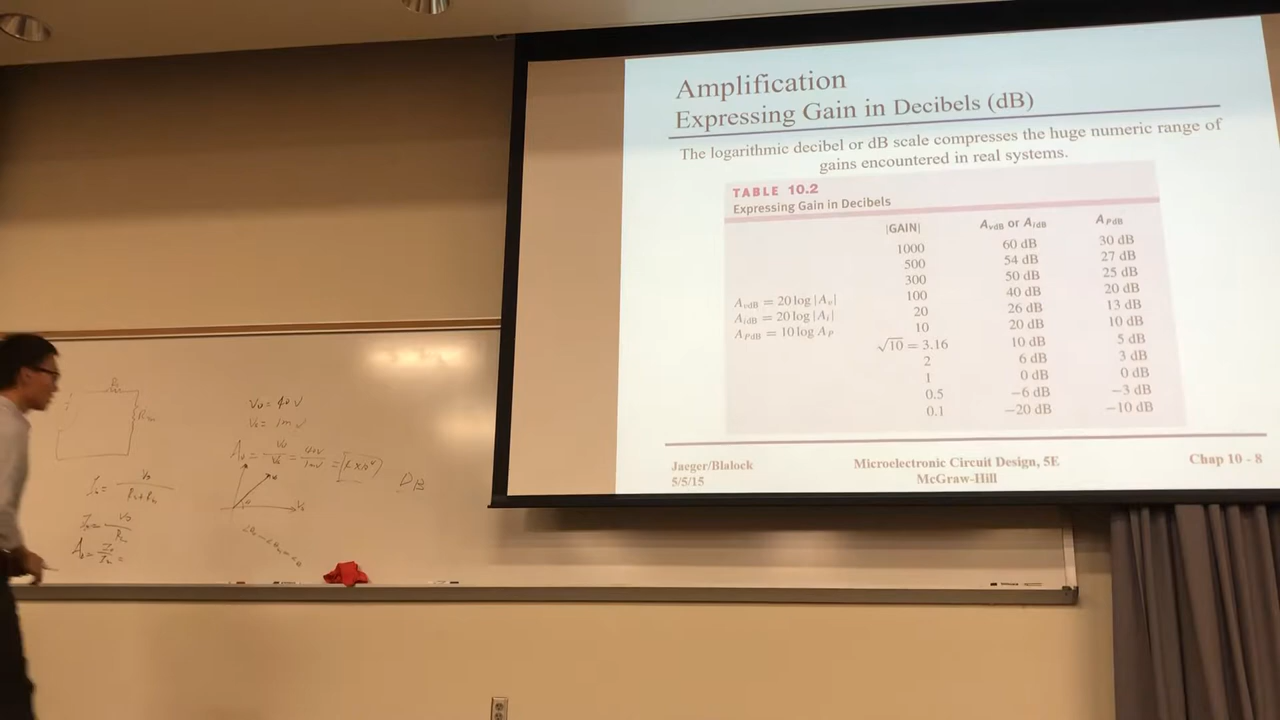 Amplification
Expressing Gain in Decibels (dB)
The logarithmic decibel or dB scale compresses the huge numeric range of
gains encountered in real systems.
TABLE 10.2
Expressing Gain in Decibels
|GAIN| AvdB or AidB APdB
1000 60 dB 30 dB
500 54 dB 27 dB
300 50 dB 25 dB
100 40 dB 20 dB
20 26 dB 13 dB
10 20 dB 10 dB
√10 = 3.16 10 dB 5 dB
2 6 dB 3 dB
1 0 dB 0 dB
0.5 −6 dB −3 dB
0.1 −20 dB −10 dB
AvdB = 20 log |Av|
AidB = 20 log |Ai|
APdB = 10 log AP
Jaeger/Blalock
5/5/15
Microelectronic Circuit Design, 5E
McGraw-Hill
Chap 10 - 8
V0 = 40V
= 1mV
DB